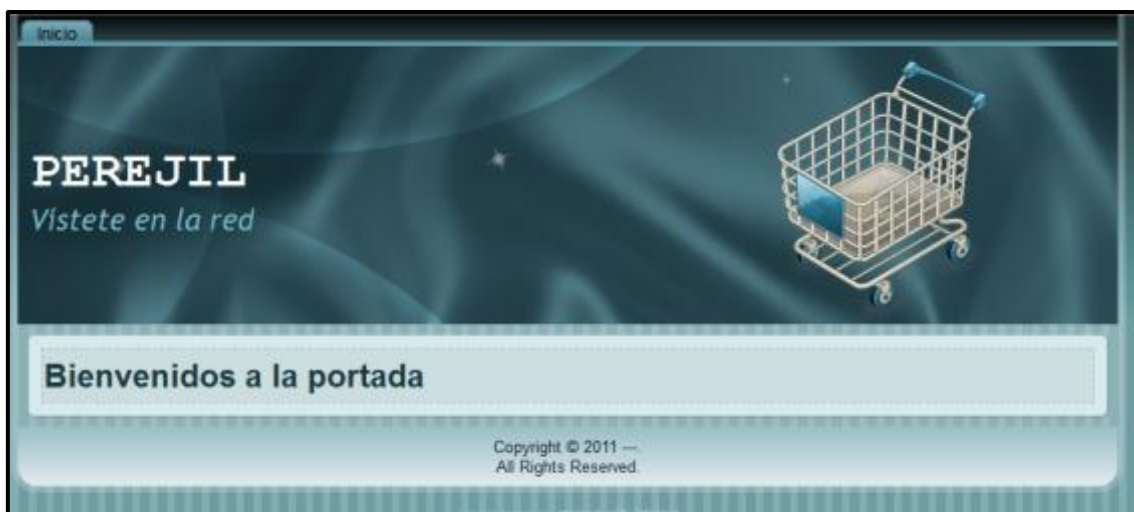 Inicio
PEREJIL
Vistete en la red
Bienvenidos a la portada
Copyright © 2011 ---.
All Rights Reserved.